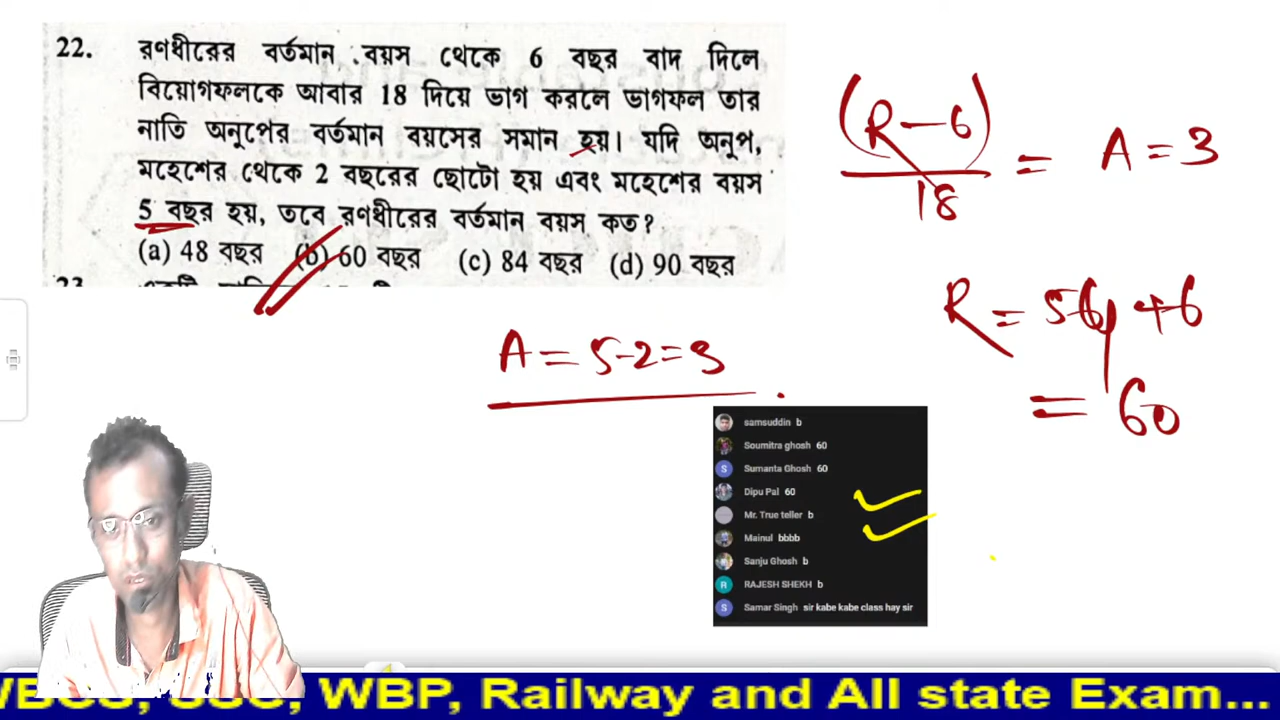 22. রণধীরের বর্তমান বয়স থেকে 6 বছর বাদ দিলে
বিয়োগফলকে আবার 18 দিয়ে ভাগ করলে ভাগফল তার
নাতি অনুপের বর্তমান বয়সের সমান হয়। যদি অনুপ,
মহেশের থেকে 2 বছরের ছোটো হয় এবং মহেশের বয়স
5 বছর হয়, তবে রণধীরের বর্তমান বয়স কত?
(a) 48 বছর (b) 60 বছর (c) 84 বছর (d) 90 বছর
(R-6)
18
= A = 3
R = 54 + 6
= 60
A = 5-2=3
samsuddin b
Soumitra ghosh 60
S Sumanta Ghosh 60
Dipu Pal 60
Mr. True teller b
Mainul bbbb
Sanju Ghosh b
R RAJESH SHEKH b
S Samar Singh sir kabe kabe class hay sir
WBCS, SSC, WBP, Railway and All state Exam...